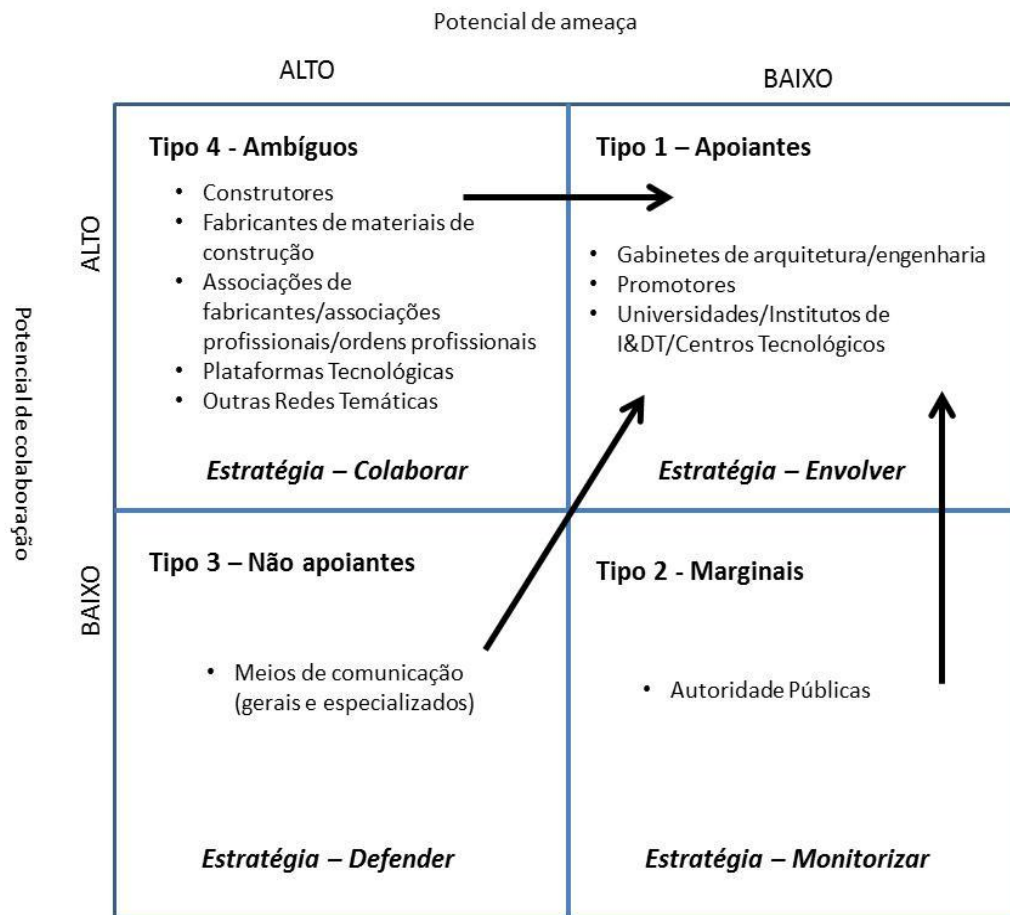 Potencial de ameaça
ALTO
BAIXO
Potencial de colaboração
ALTO
BAIXO
Tipo 4 - Ambíguos
• Construtores
• Fabricantes de materiais de
construção
• Associações de
fabricantes/associações
profissionais/ordens profissionais
• Plataformas Tecnológicas
• Outras Redes Temáticas
Estratégia – Colaborar
Tipo 1 – Apoiantes
• Gabinetes de arquitetura/engenharia
• Promotores
• Universidades/Institutos de
I&DT/Centros Tecnológicos
Estratégia – Envolver
Tipo 3 – Não apoiantes
• Meios de comunicação
(gerais e especializados)
Estratégia – Defender
Tipo 2 - Marginais
• Autoridade Públicas
Estratégia – Monitorizar